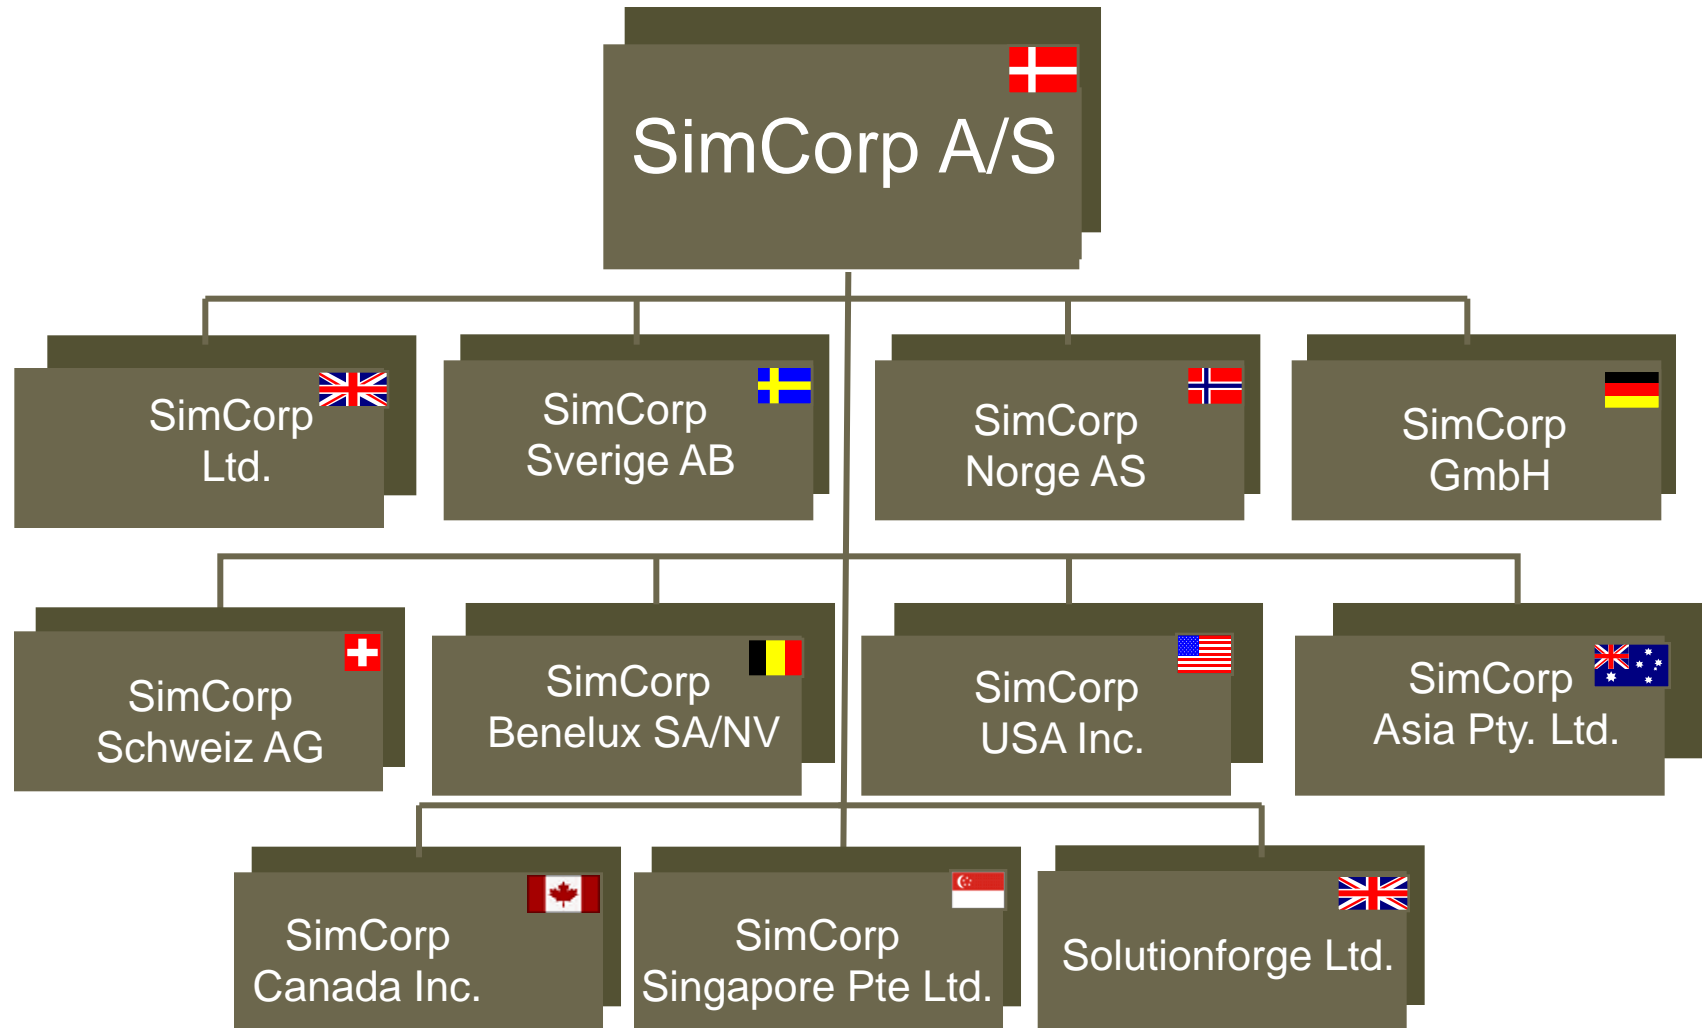 SimCorp A/S
SimCorp
Ltd.
SimCorp
Sverige AB
SimCorp
Norge AS
SimCorp
GmbH
SimCorp
Schweiz AG
SimCorp
Benelux SA/NV
SimCorp
USA Inc.
SimCorp
Asia Pty. Ltd.
SimCorp
Canada Inc.
SimCorp
Singapore Pte Ltd.
Solutionforge Ltd.